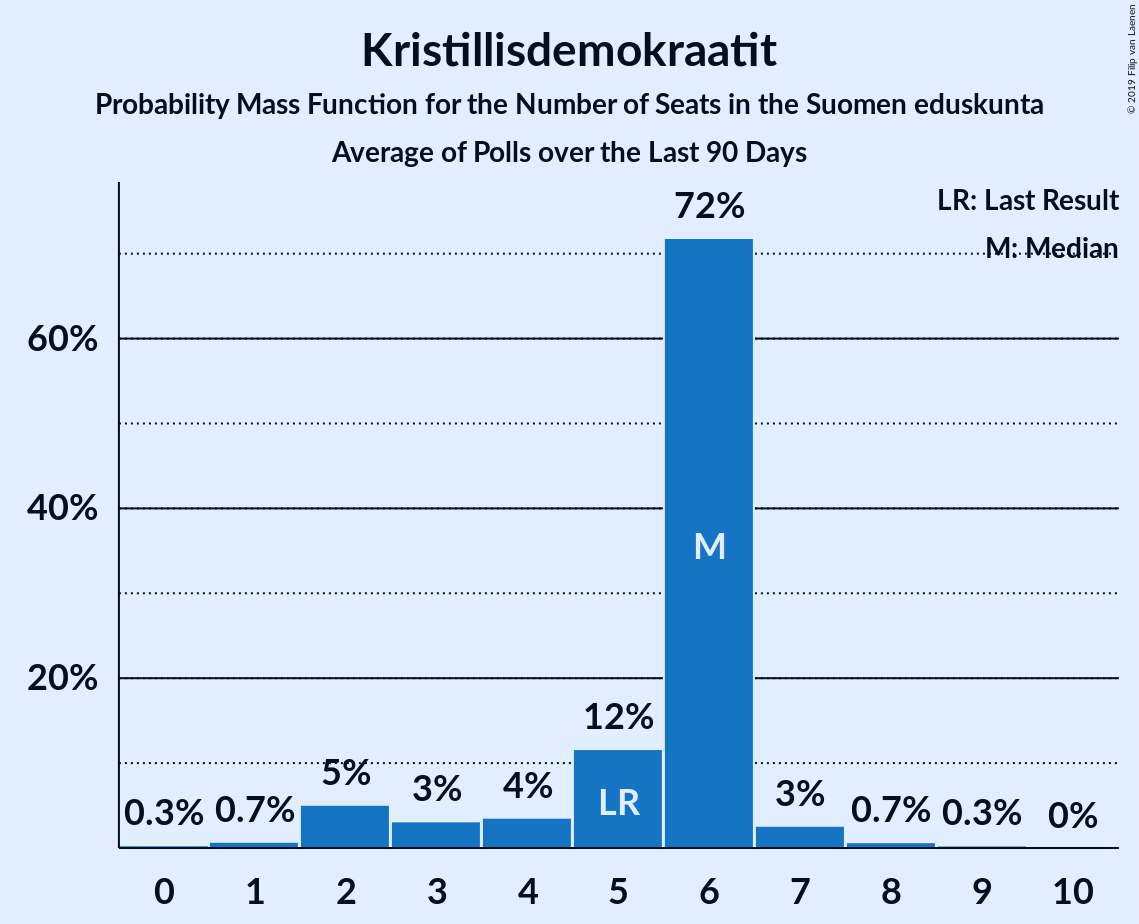 Kristillisdemokraatit
Probability Mass Function for the Number of Seats in the Suomen eduskunta
Average of Polls over the Last 90 Days
© 2019 Filip van Laenen
LR: Last Result
M: Median
72%
60%
40%
M
20%
12%
5%
3%
4%
3%
0.3%
0.7%
0.7%
0.3%
0%
LR
0 1 2 3 4 5 6 7 8 9 10